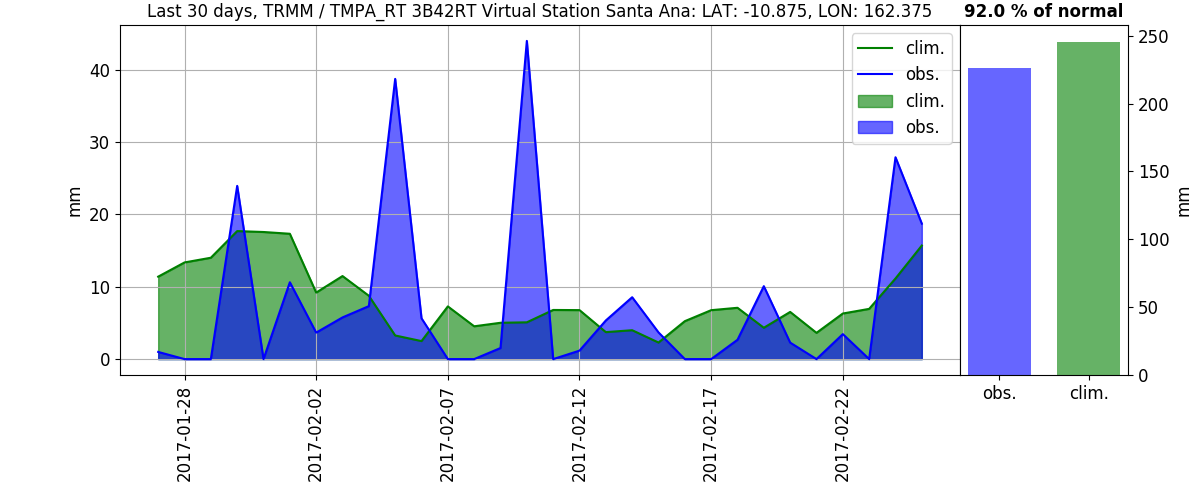 Last 30 days, TRMM / TMPA_RT 3B42RT Virtual Station Santa Ana: LAT: -10.875, LON: 162.375
92.0 % of normal
clim.
obs.
clim.
obs.
mm
40
30
20
10
0
2017-01-28
2017-02-02
2017-02-07
2017-02-12
2017-02-17
2017-02-22
obs.
clim.
250
200
150
100
50
0
mm